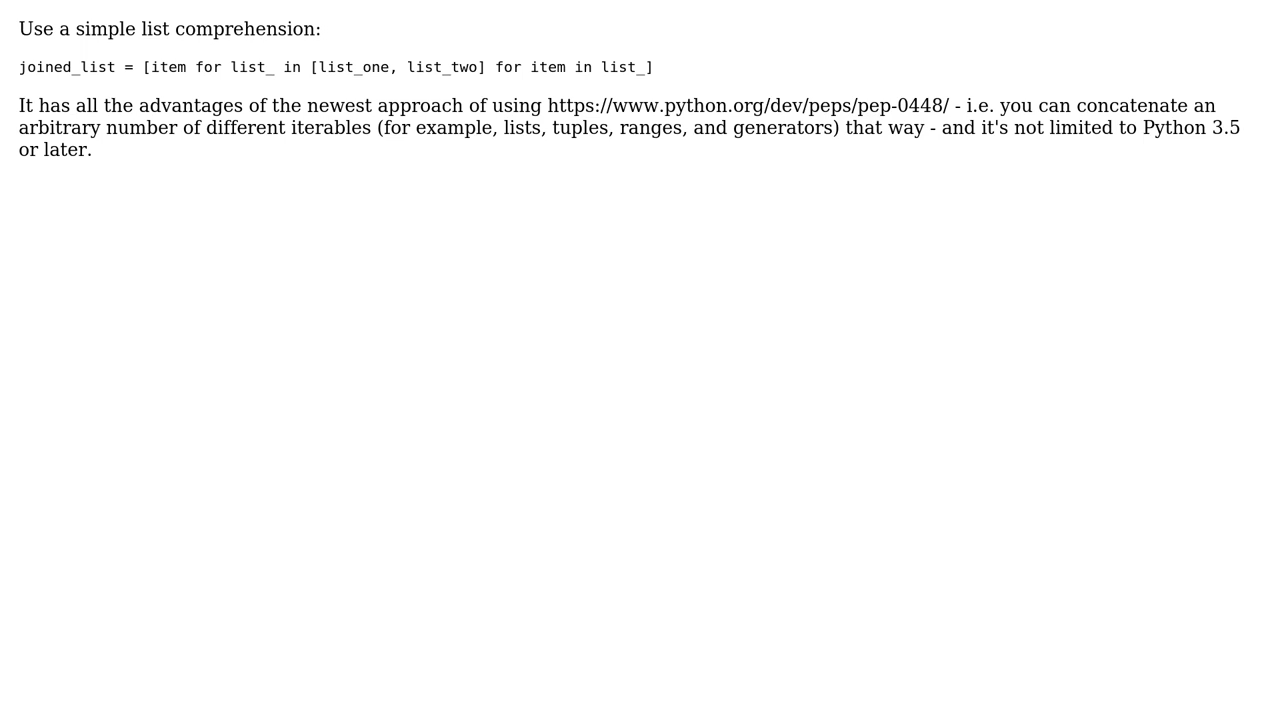 Use a simple list comprehension:
joined_list = [item for list_ in [list_one, list_two] for item in list_]
It has all the advantages of the newest approach of using https://www.python.org/dev/peps/pep-0448/ - i.e. you can concatenate an
arbitrary number of different iterables (for example, lists, tuples, ranges, and generators) that way - and it's not limited to Python 3.5
or later.